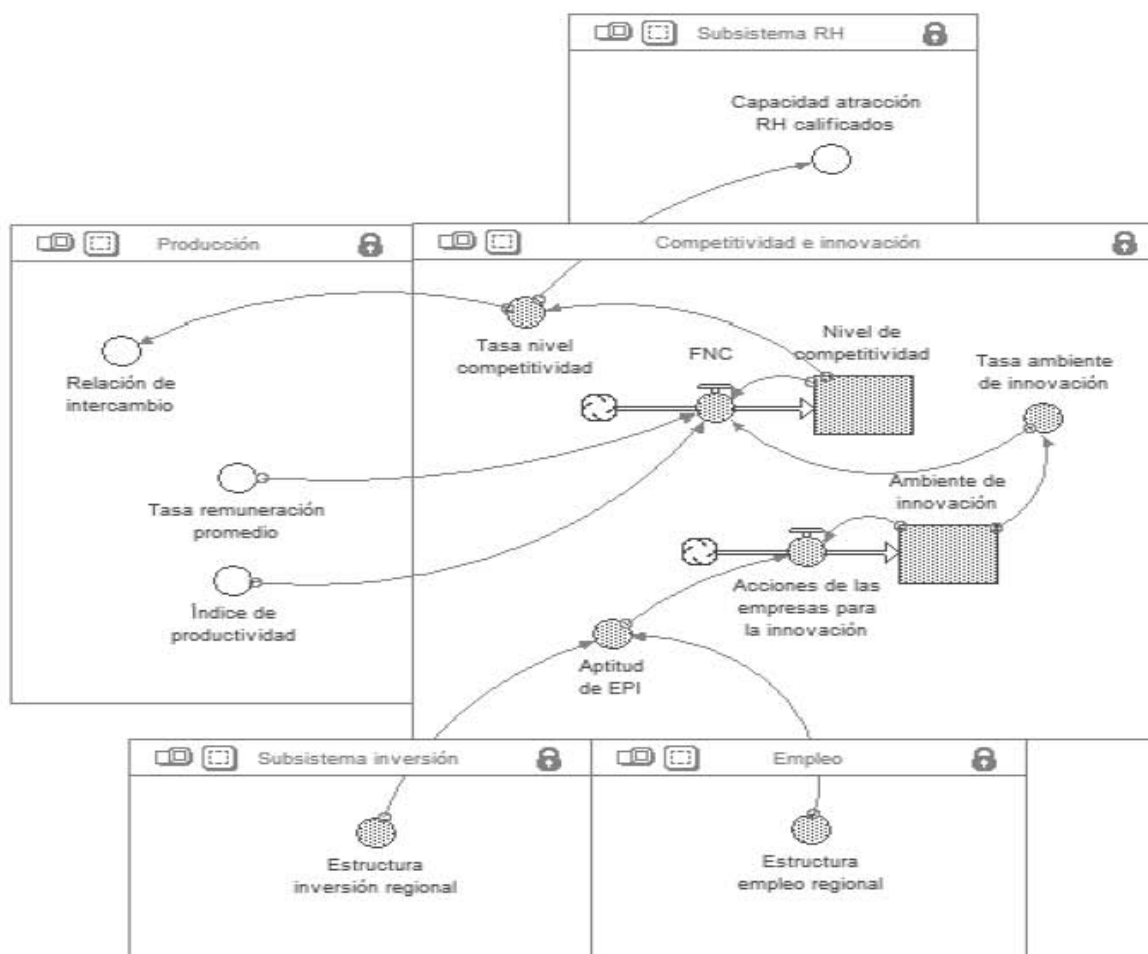 Subsistema RH
Capacidad atracción
RH calificados
Producción
Competitividad e innovación
Tasa nivel
competitividad
FNC
Nivel de
competitividad
Tasa ambiente
de innovación
Relación de
intercambio
Tasa remuneración
promedio
Ambiente de
innovación
Índice de
productividad
Acciones de las
empresas para
la innovación
Aptitud
de EPI
Subsistema inversión
Empleo
Estructura
inversión regional
Estructura
empleo regional